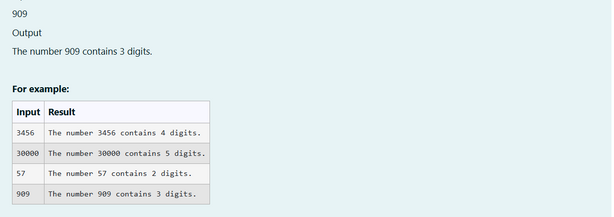 909
Output
The number 909 contains 3 digits.
For example:
Input Result
3456 The number 3456 contains 4 digits.
30000 The number 30000 contains 5 digits.
57 The number 57 contains 2 digits.
909 The number 909 contains 3 digits.